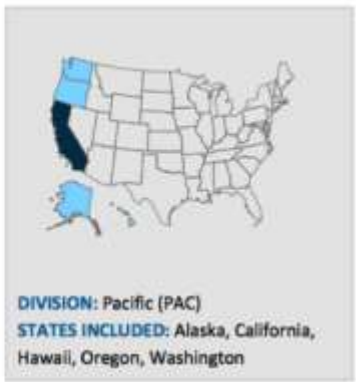 DIVISION: Pacific (PAC)
STATES INCLUDED: Alaska, California,
Hawaii, Oregon, Washington